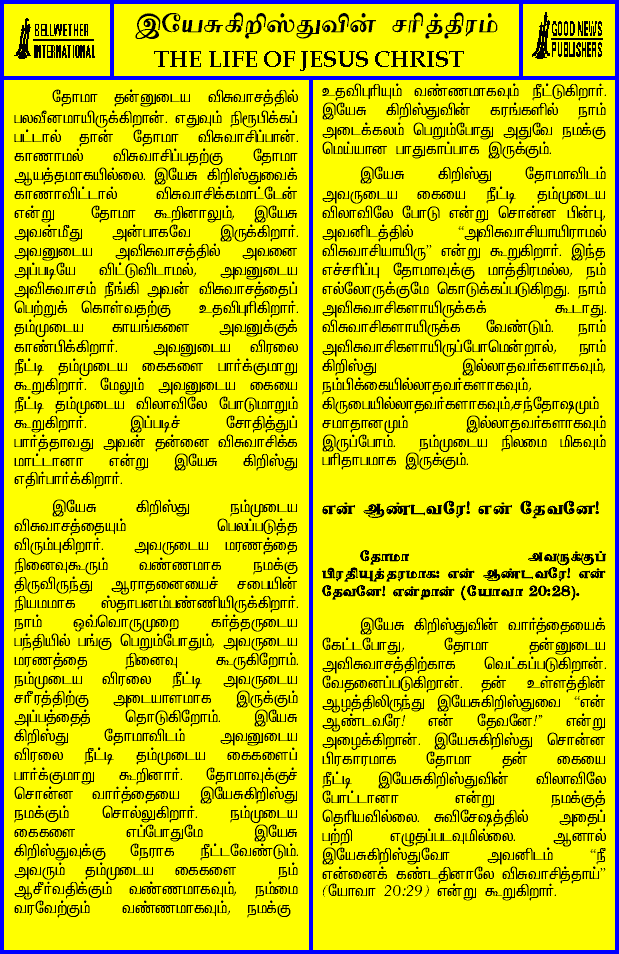 BELLWETHER
INTERNATIONAL
இயேசுகிறிஸ்துவின் சரித்திரம்
THE LIFE OF JESUS CHRIST
GOOD NEWS
PUBLISHERS
தோமா தன்னுடைய விசுவாசத்தில்
பலவீனமாயிருக்கிறான். எதுவும் நிரூபிக்கப்
பட்டால் தான் தோமா விசுவாசிப்பான்.
காணாமல் விசுவாசிப்பதற்கு தோமா
ஆயத்தமாகயில்லை. இயேசு கிறிஸ்துவைக்
காணாவிட்டால் விசுவாசிக்கமாட்டேன்
என்று தோமா கூறினாலும், இயேசு
அவன்மீது அன்பாகவே இருக்கிறார்.
அவனுடைய அவிசுவாசத்தில் அவனை
அப்படியே விட்டுவிடாமல், அவனுடைய
அவிசுவாசம் நீங்கி அவன் விசுவாசத்தைப்
பெற்றுக் கொள்வதற்கு உதவிபுரிகிறார்.
தம்முடைய காயங்களை அவனுக்குக்
காண்பிக்கிறார். அவனுடைய விரலை
நீட்டி தம்முடைய கைகளை பார்க்குமாறு
கூறுகிறார். மேலும் அவனுடைய கையை
நீட்டி தம்முடைய விலாவிலே போடுமாறும்
கூறுகிறார். இப்படிச் சோதித்துப்
பார்த்தாவது அவன் தன்னை விசுவாசிக்க
மாட்டானா என்று இயேசு கிறிஸ்து
எதிர்பார்க்கிறார்.
இயேசு கிறிஸ்து நம்முடைய
விசுவாசத்தையும் பெலப்படுத்த
விரும்புகிறார். அவருடைய மரணத்தை
நினைவுகூரும் வண்ணமாக நமக்கு
திருவிருந்து ஆராதனையைச் சபையின்
நியமமாக ஸ்தாபனம்பண்ணியிருக்கிறார்.
நாம் ஒவ்வொருமுறை கர்த்தருடைய
பந்தியில் பங்கு பெறும்போதும், அவருடைய
மரணத்தை நினைவு கூருகிறோம்.
நம்முடைய விரலை நீட்டி அவருடைய
சரீரத்திற்கு அடையாளமாக இருக்கும்
அப்பத்தைத் தொடுகிறோம். இயேசு
கிறிஸ்து தோமாவிடம் அவனுடைய
விரலை நீட்டி தம்முடைய கைகளைப்
பார்க்குமாறு கூறினார். தோமாவுக்குச்
சொன்ன வார்த்தையை இயேசுகிறிஸ்து
நமக்கும் சொல்லுகிறார். நம்முடைய
கைகளை எப்போதுமே இயேசு
கிறிஸ்துவுக்கு நேராக நீட்டவேண்டும்.
அவரும் தம்முடைய கைகளை நம்
ஆசீர்வதிக்கும் வண்ணமாகவும், நம்மை
வரவேற்கும் வண்ணமாகவும், நமக்கு
உதவிபுரியும் வண்ணமாகவும் நீட்டுகிறார்.
இயேசு கிறிஸ்துவின் கரங்களில் நாம்
அடைக்கலம் பெறும்போது அதுவே நமக்கு
மெய்யான பாதுகாப்பாக இருக்கும்.
இயேசு கிறிஸ்து தோமாவிடம்
அவருடைய கையை நீட்டி தம்முடைய
விலாவிலே போடு என்று சொன்ன பின்பு,
அவனிடத்தில் “அவிசுவாசியாயிராமல்
விசுவாசியாயிரு” என்று கூறுகிறார். இந்த
எச்சரிப்பு தோமாவுக்கு மாத்திரமல்ல, நம்
எல்லோருக்குமே கொடுக்கப்படுகிறது. நாம்
அவிசுவாசிகளாயிருக்கக் கூடாது.
விசுவாசிகளாயிருக்க வேண்டும். நாம்
அவிசுவாசிகளாயிருப்போமென்றால், நாம்
கிறிஸ்து இல்லாதவர்களாகவும்,
நம்பிக்கையில்லாதவர்களாகவும்,
கிருபையில்லாதவர்களாகவும்,சந்தோஷமும்
சமாதானமும் இல்லாதவர்களாகவும்
இருப்போம். நம்முடைய நிலமை மிகவும்
பரிதாபமாக இருக்கும்.
என் ஆண்டவரே! என் தேவனே!
தோமா அவருக்குப்
பிரதியுத்தரமாக: என் ஆண்டவரே! என்
தேவனே! என்றான் (யோவா 20:28).
இயேசு கிறிஸ்துவின் வார்த்தையைக்
கேட்டபோது, தோமா தன்னுடைய
அவிசுவாசத்திற்காக வெட்கப்படுகிறான்.
வேதனைப்படுகிறான். தன் உள்ளத்தின்
ஆழத்திலிருந்து இயேசுகிறிஸ்துவை “என்
ஆண்டவரே! என் தேவனே!” என்று
அழைக்கிறான். இயேசுகிறிஸ்து சொன்ன
பிரகாரமாக தோமா தன் கையை
நீட்டி இயேசுகிறிஸ்துவின் விலாவிலே
போட்டானா என்று நமக்குத்
தெரியவில்லை. சுவிசேஷத்தில் அதைப்
பற்றி எழுதப்படவுமில்லை. ஆனால்
இயேசுகிறிஸ்துவோ அவனிடம் “நீ
என்னைக் கண்டதினாலே விசுவாசித்தாய்”
(யோவா 20:29) என்று கூறுகிறார்.